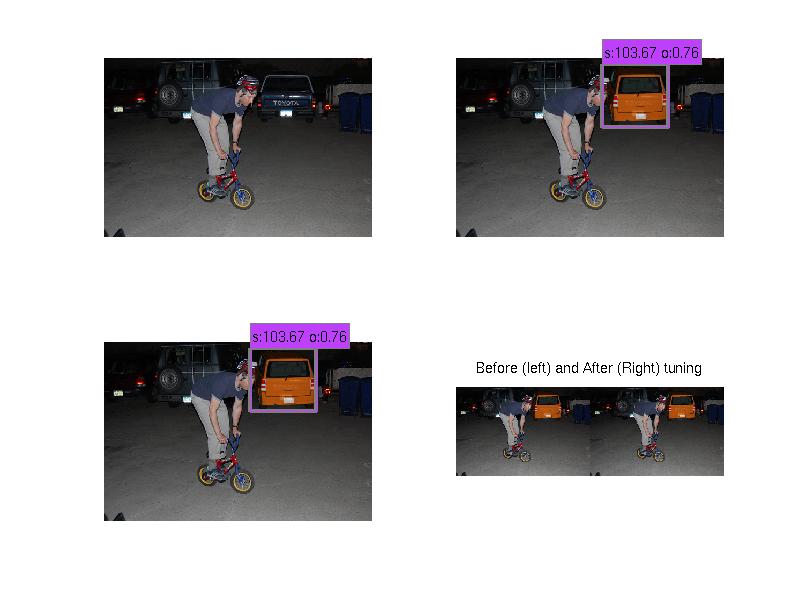 s:103.67 o:0.76
TOYOTA
s:103.67 o:0.76
Before (left) and After (Right) tuning